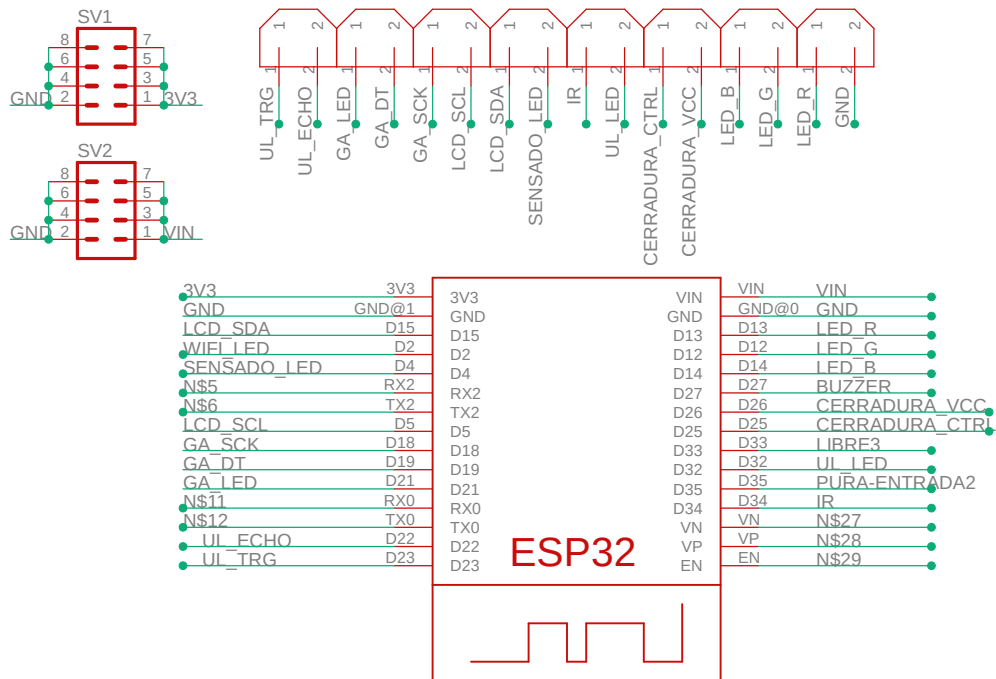 SV1
8 7
6 5
4 3
GND 2 1 3V3
SV2
8 7
6 5
4 3
GND 2 1 VIN
1 2 1 2 1 2 1 2 1 2 1 2 1 2 1 2
1 2 1 2 1 2 1 2 1 2 1 2 1 2 1 2
UL_TRG
UL_ECHO
GA_LED
GA_DT
GA_SCK
LCD_SCL
LCD_SDA
SENSADO_LED
IR
UL_LED
CERRADURA_CTRL
CERRADURA_VCC
LED_B
LED_G
LED_R
GND
3V3 3V3 3V3 VIN VIN VIN
GND GND@1 GND GND GND@0 GND
LCD_SDA D15 D15 D13 D13 LED_R
WIFI_LED D2 D2 D12 D12 LED_G
SENSADO_LED D4 D4 D14 D14 LED_B
N$5 RX2 RX2 D27 D27 BUZZER
N$6 TX2 TX2 D26 D26 CERRADURA_VCC
LCD_SCL D5 D5 D25 D25 CERRADURA_CTRL
GA_SCK D18 D18 D33 D33 LIBRE3
GA_DT D19 D19 D32 D32 UL_LED
GA_LED D21 D21 D35 D35 PURA-ENTRADA2
N$11 RX0 RX0 D34 D34 IR
N$12 TX0 TX0 VN VN N$27
UL_ECHO D22 D22 VP VP N$28
UL_TRG D23 D23 EN EN N$29
ESP32